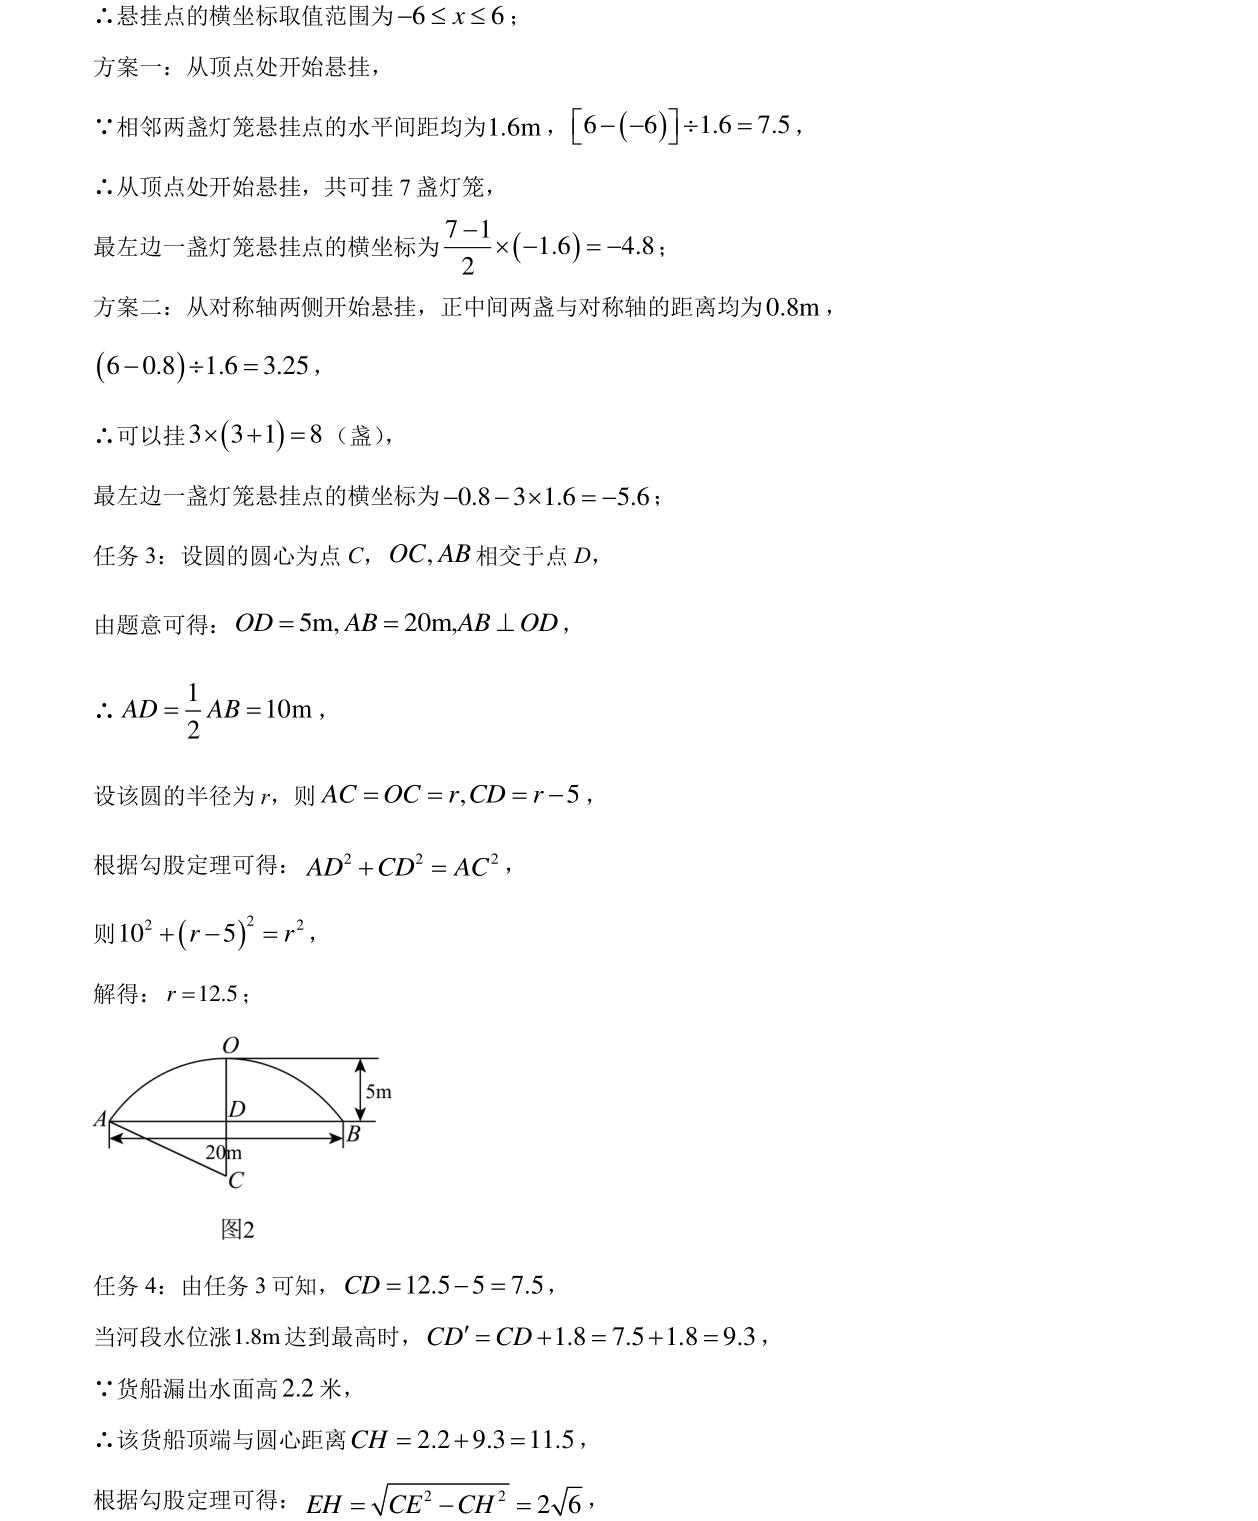 ∴悬挂点的横坐标取值范围为−6 ≤ x ≤ 6；
方案一：从顶点处开始悬挂，
∵相邻两盏灯笼悬挂点的水平间距均为1.6m，[6−(−6)]÷1.6 = 7.5，
∴从顶点处开始悬挂，共可挂 7 盏灯笼，
最左边一盏灯笼悬挂点的横坐标为(7−1)/2×(−1.6) = −4.8；
方案二：从对称轴两侧开始悬挂，正中间两盏与对称轴的距离均为0.8m，
(6−0.8)÷1.6 = 3.25，
∴可以挂3×(3+1) = 8（盏），
最左边一盏灯笼悬挂点的横坐标为−0.8−3×1.6 = −5.6；
任务 3：设圆的圆心为点 C，OC, AB 相交于点 D，
由题意可得：OD = 5m, AB = 20m,AB ⊥ OD，
∴ AD = 1/2 AB = 10m，
设该圆的半径为 r，则 AC = OC = r, CD = r−5，
根据勾股定理可得：AD² + CD² = AC²，
则10² + (r−5)² = r²，
解得：r = 12.5；
O
5m
A
D
B
20m
C
图2
任务 4：由任务 3 可知，CD = 12.5−5 = 7.5，
当河段水位涨1.8m达到最高时，CD′ = CD+1.8 = 7.5+1.8 = 9.3，
∵货船漏出水面高2.2 米，
∴该货船顶端与圆心距离CH = 2.2+9.3 = 11.5，
根据勾股定理可得：EH = √(CE² − CH²) = 2√6，